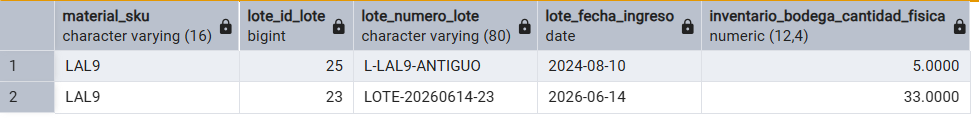 material_sku lote_id_lote lote_numero_lote lote_fecha_ingreso inventario_bodega_cantidad_fisica
character varying (16) bigint character varying (80) date numeric (12,4)
1 LAL9 25 L-LAL9-ANTIGUO 2024-08-10 5.0000
2 LAL9 23 LOTE-20260614-23 2026-06-14 33.0000